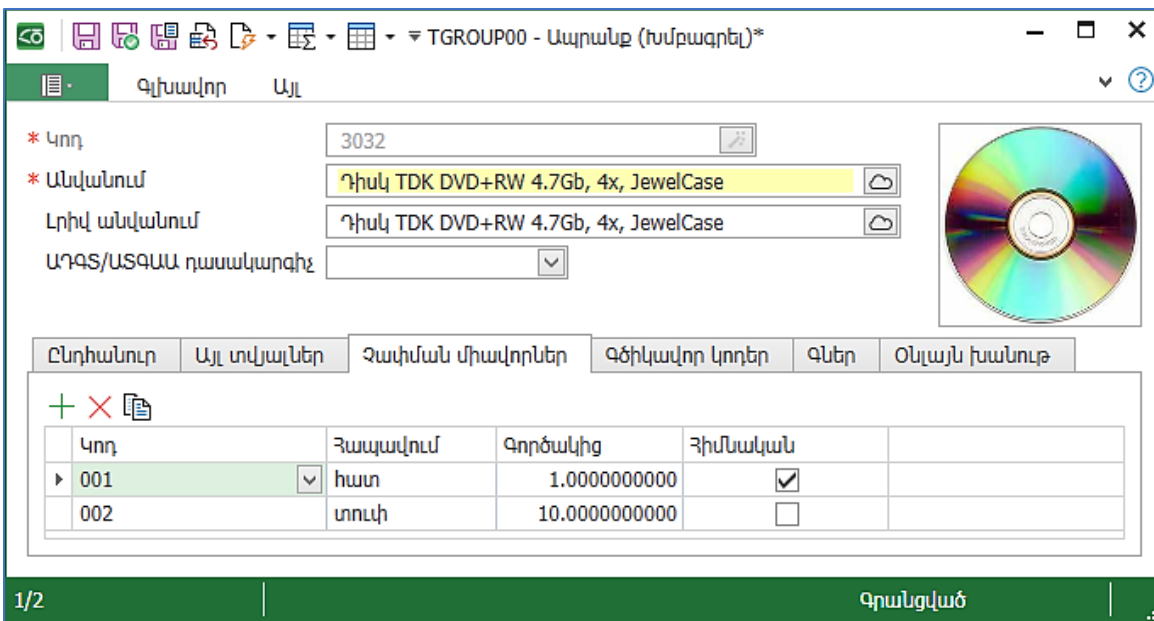 TGROUP00 - Ապրանք (Խմբագրել)*
Գլխավոր Այլ
* Կոդ 3032
* Անվանում Դիսկ TDK DVD+RW 4.7Gb, 4x, JewelCase
Լրիվ անվանում Դիսկ TDK DVD+RW 4.7Gb, 4x, JewelCase
ԱԴԳՏ/ԱՏԳԱԱ դասակարգիչ
Ընդհանուր Այլ տվյալներ Չափման միավորներ Գծիկավոր կոդեր Գներ Օնլայն խանութ
Կոդ Հապավում Գործակից Հիմնական
001 հատ 1.0000000000
002 տուփ 10.0000000000
1/2 Գրանցված